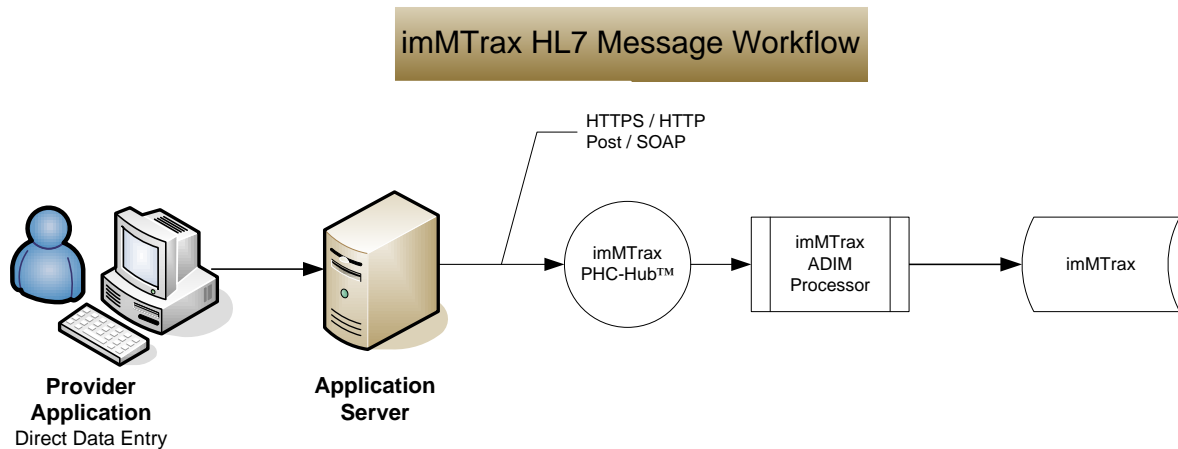 imMTrax HL7 Message Workflow
HTTPS / HTTP
Post / SOAP
imMTrax
PHC-Hub™
imMTrax
ADIM
Processor
imMTrax
Provider
Application
Direct Data Entry
Application
Server